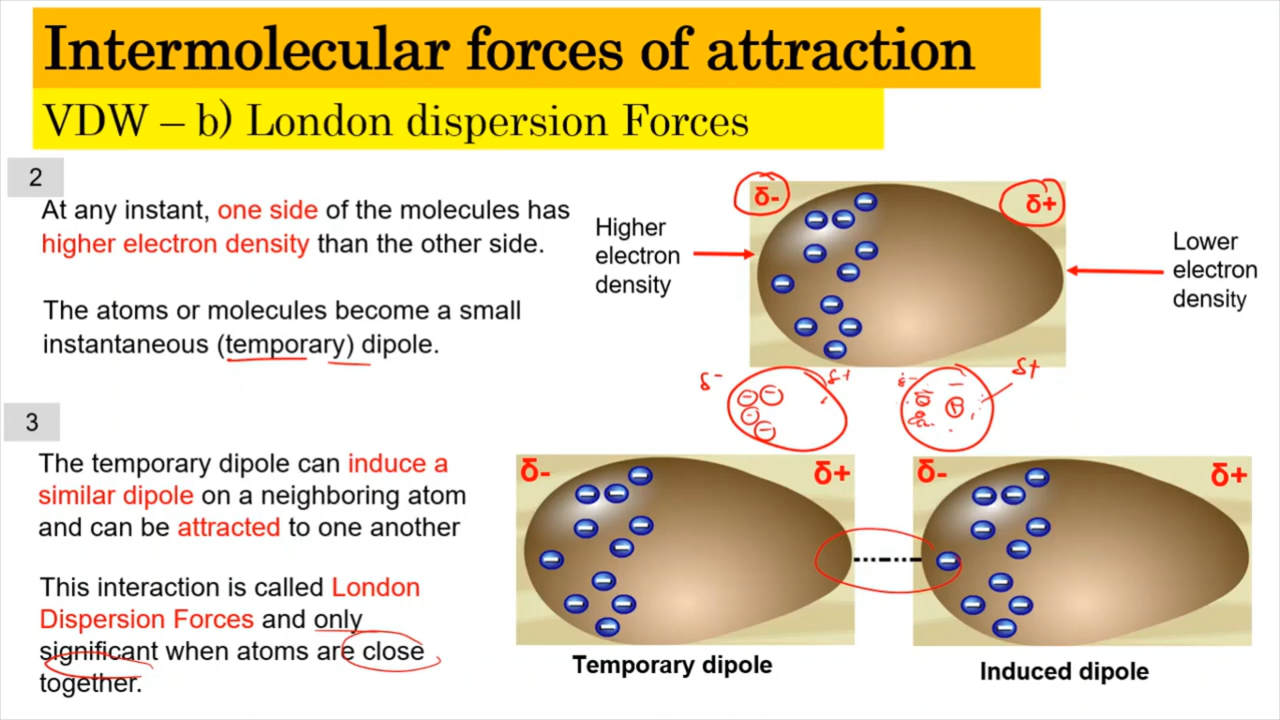 Intermolecular forces of attraction
VDW – b) London dispersion Forces
2
At any instant, one side of the molecules has
higher electron density than the other side.
The atoms or molecules become a small
instantaneous (temporary) dipole.
Higher
electron
density
δ-
δ+
Lower
electron
density
δ-
δ+
δ-
δ+
3
The temporary dipole can induce a
similar dipole on a neighboring atom
and can be attracted to one another
This interaction is called London
Dispersion Forces and only
significant when atoms are close
together.
δ-
δ+
δ-
δ+
Temporary dipole
Induced dipole